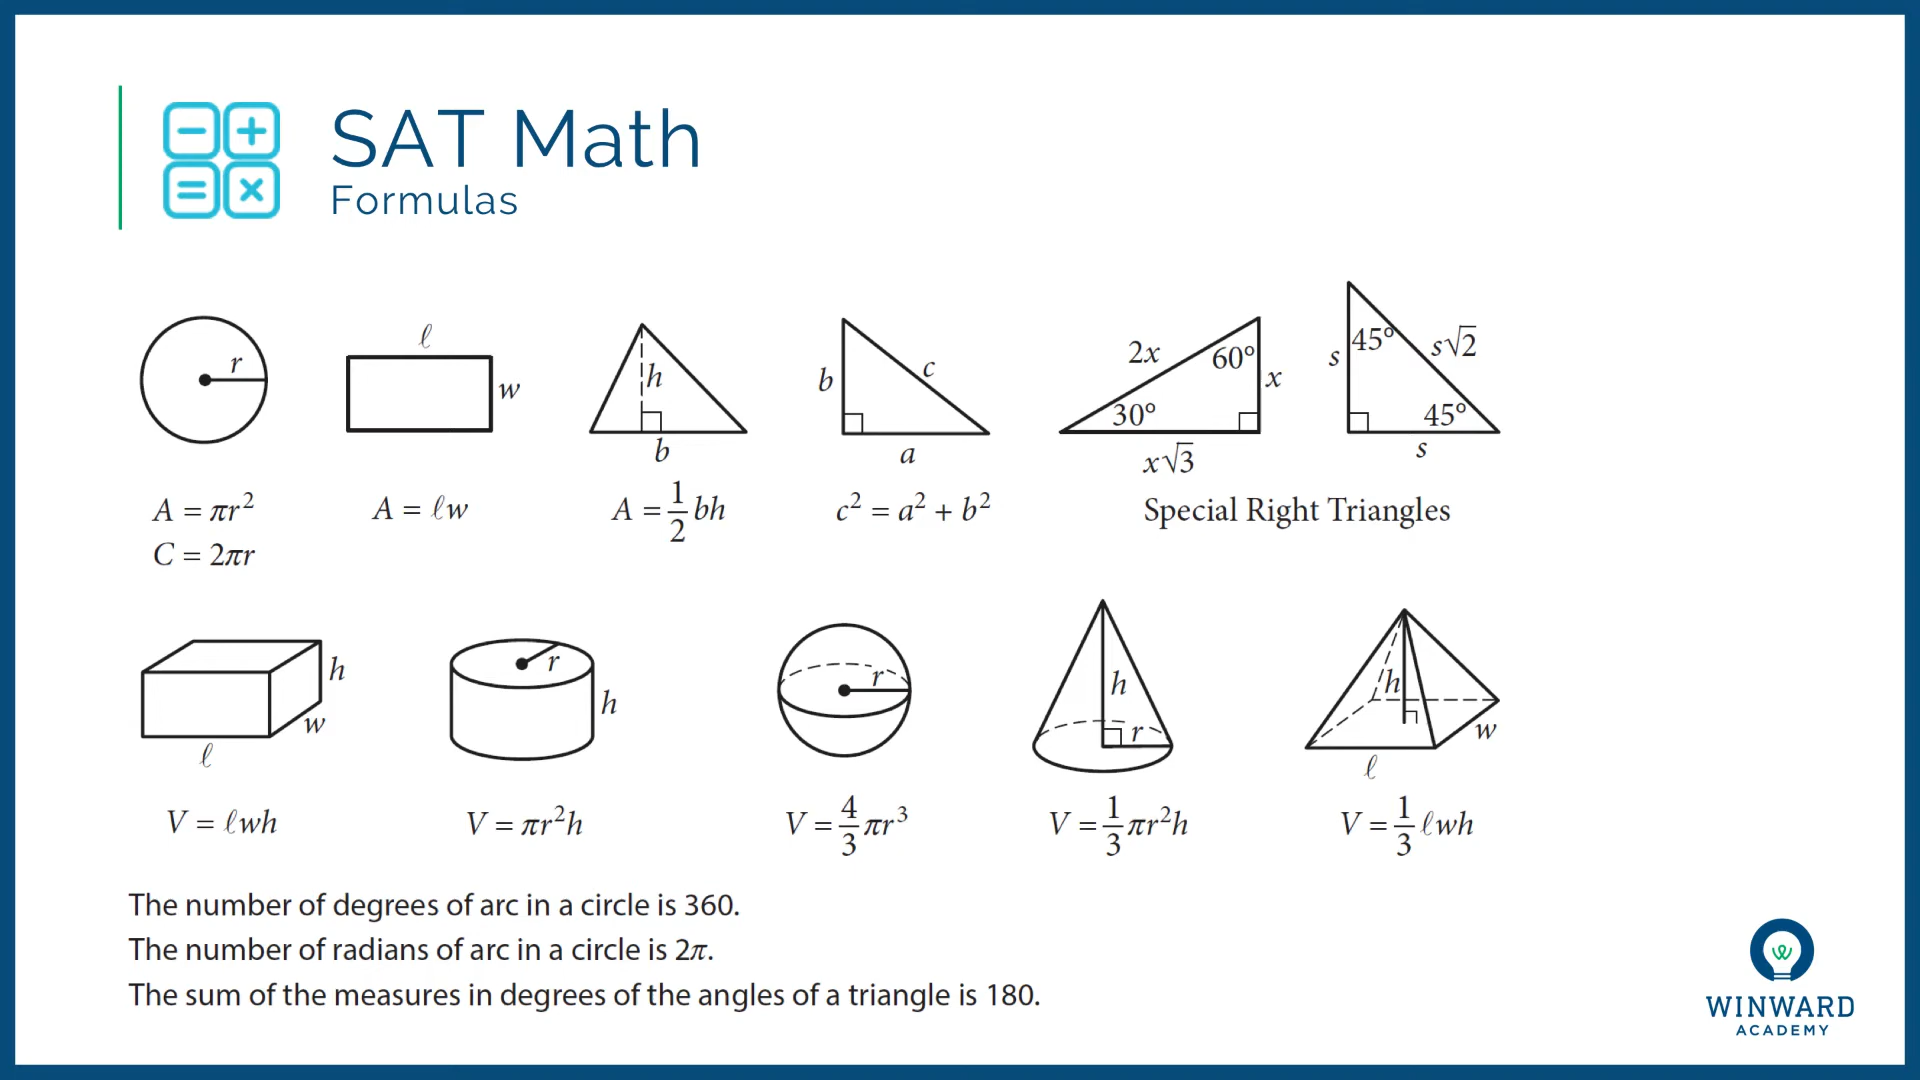 SAT Math
Formulas
r
ℓ
w
h
b
b
c
a
2x
60°
x
30°
x√3
s
45°
s√2
45°
s
A = πr²
C = 2πr
A = ℓw
A = 1/2 bh
c² = a² + b²
Special Right Triangles
h
w
ℓ
r
h
r
h
r
h
w
ℓ
V = ℓwh
V = πr²h
V = 4/3 πr³
V = 1/3 πr²h
V = 1/3 ℓwh
The number of degrees of arc in a circle is 360.
The number of radians of arc in a circle is 2π.
The sum of the measures in degrees of the angles of a triangle is 180.
WINWARD
ACADEMY